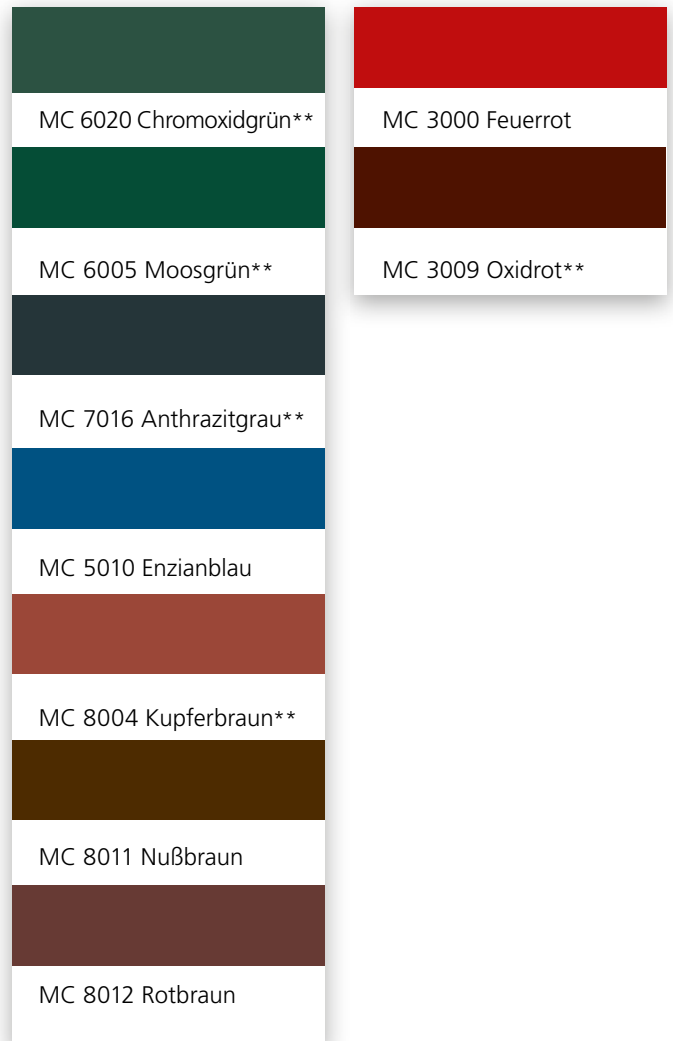 MC 6020 Chromoxidgrün**
MC 6005 Moosgrün**
MC 7016 Anthrazitgrau**
MC 5010 Enzianblau
MC 8004 Kupferbraun**
MC 8011 Nußbraun
MC 8012 Rotbraun
MC 3000 Feuerrot
MC 3009 Oxidrot**